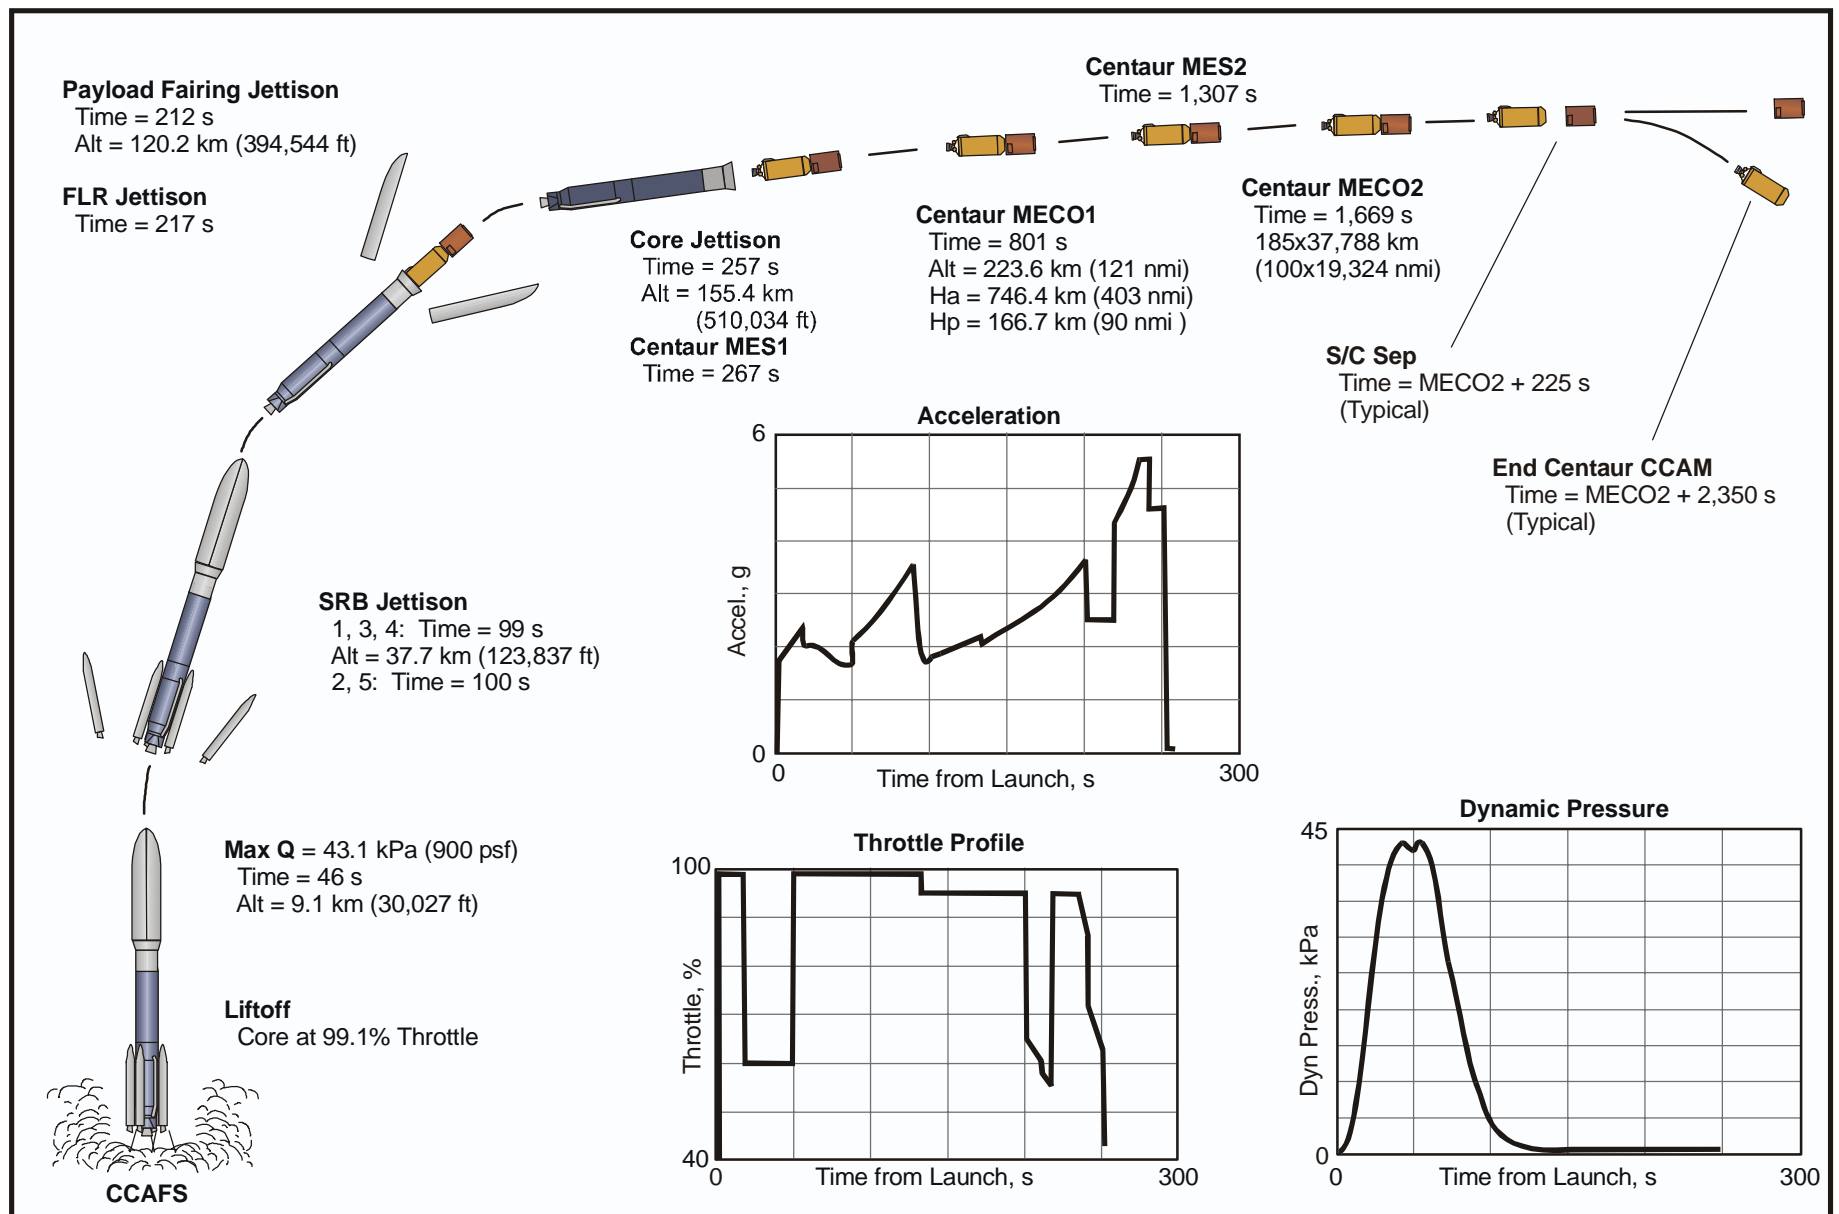 Payload Fairing Jettison
Time = 212 s
Alt = 120.2 km (394,544 ft)
FLR Jettison
Time = 217 s
Centaur MES2
Time = 1,307 s
Core Jettison
Time = 257 s
Alt = 155.4 km
(510,034 ft)
Centaur MES1
Time = 267 s
Centaur MECO1
Time = 801 s
Alt = 223.6 km (121 nmi)
Ha = 746.4 km (403 nmi)
Hp = 166.7 km (90 nmi )
Centaur MECO2
Time = 1,669 s
185x37,788 km
(100x19,324 nmi)
S/C Sep
Time = MECO2 + 225 s
(Typical)
End Centaur CCAM
Time = MECO2 + 2,350 s
(Typical)
SRB Jettison
1, 3, 4: Time = 99 s
Alt = 37.7 km (123,837 ft)
2, 5: Time = 100 s
Max Q = 43.1 kPa (900 psf)
Time = 46 s
Alt = 9.1 km (30,027 ft)
Liftoff
Core at 99.1% Throttle
CCAFS
Acceleration
6
Accel., g
0
0
300
Time from Launch, s
Throttle Profile
100
Throttle, %
40
0
300
Time from Launch, s
Dynamic Pressure
45
Dyn Press., kPa
0
0
300
Time from Launch, s